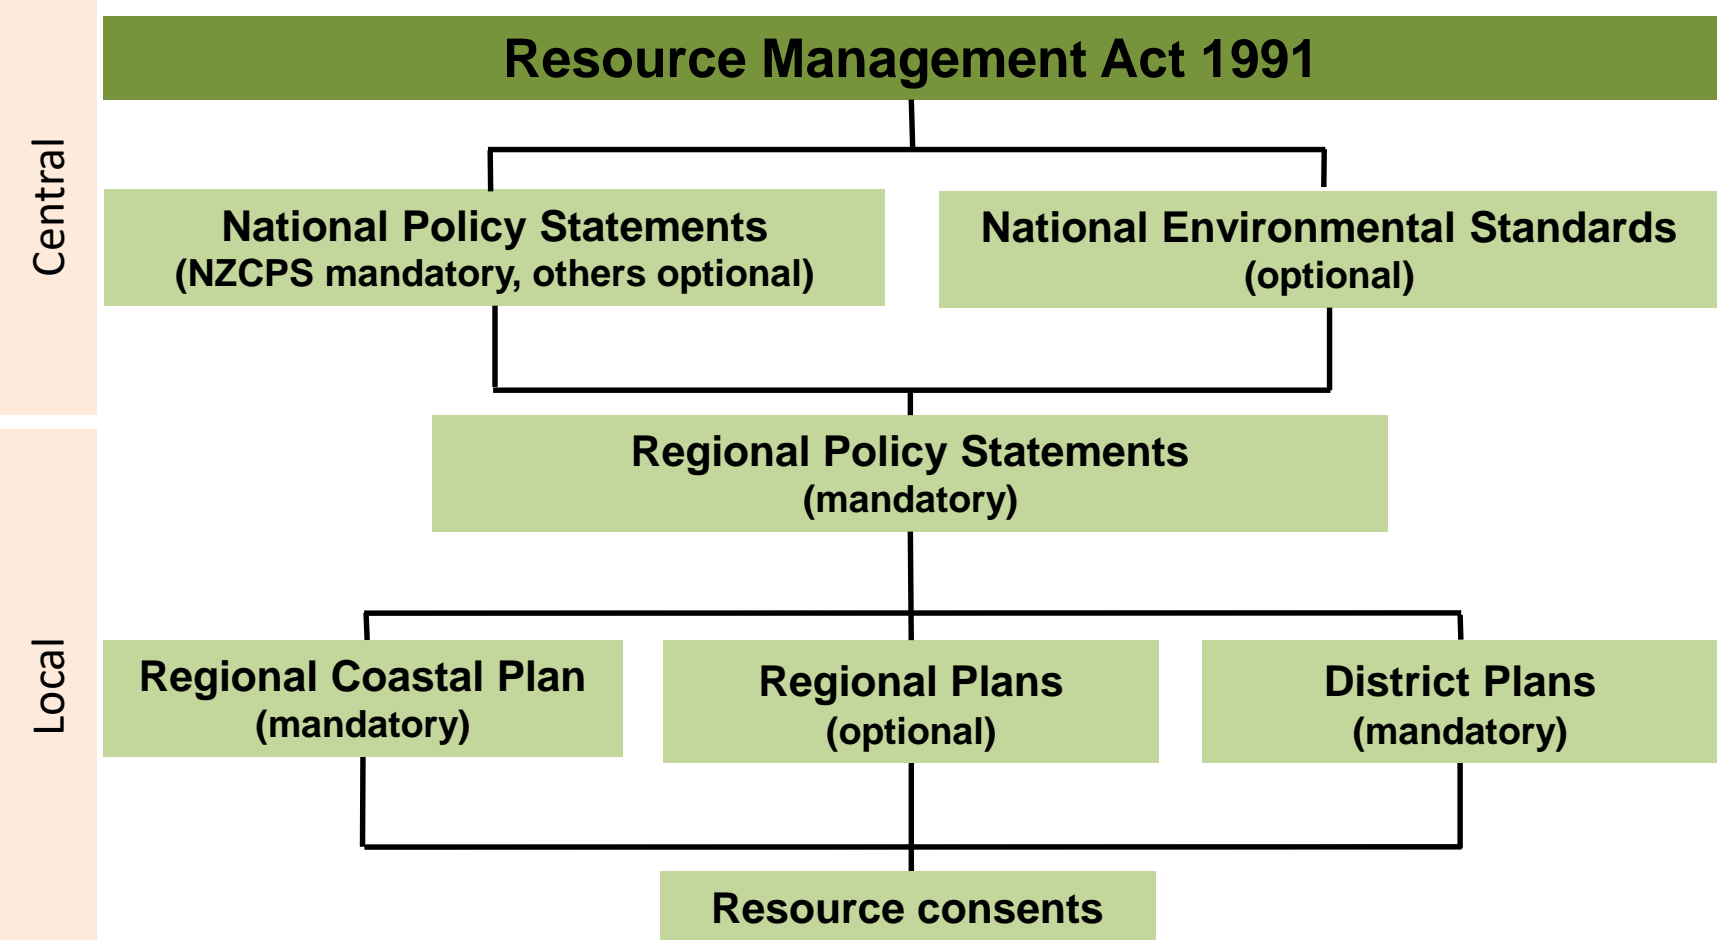 Resource Management Act 1991
Central
National Policy Statements
(NZCPS mandatory, others optional)
National Environmental Standards
(optional)
Regional Policy Statements
(mandatory)
Local
Regional Coastal Plan
(mandatory)
Regional Plans
(optional)
District Plans
(mandatory)
Resource consents